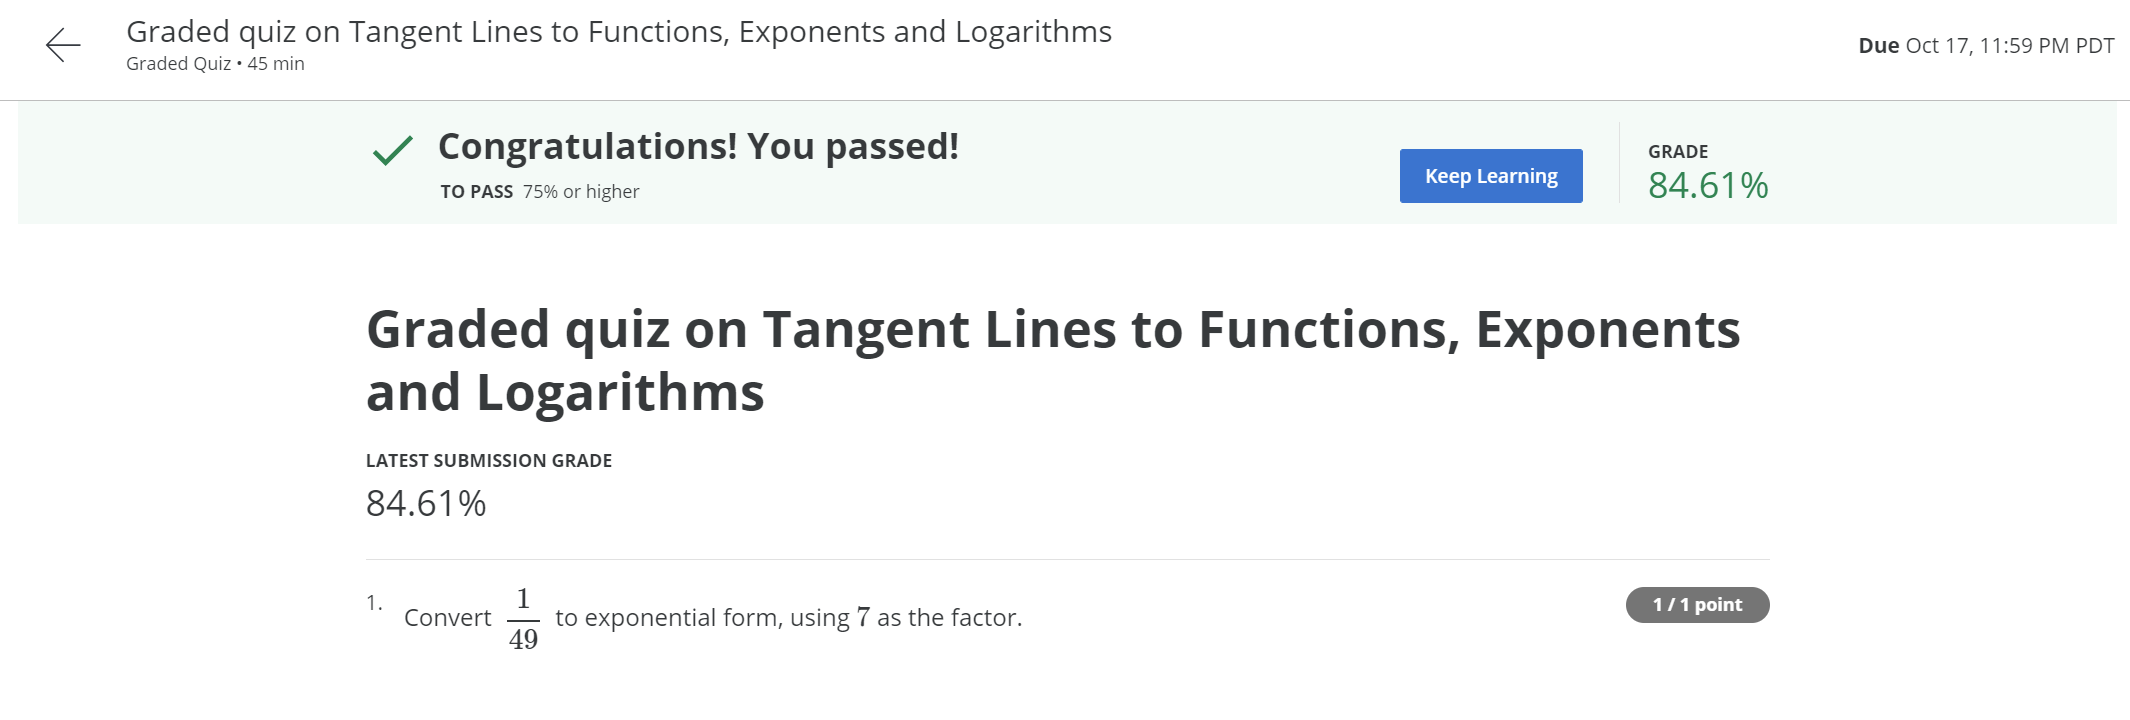 Graded quiz on Tangent Lines to Functions, Exponents and Logarithms
Graded Quiz • 45 min
Due Oct 17, 11:59 PM PDT
Congratulations! You passed!
TO PASS 75% or higher
Keep Learning
GRADE
84.61%
Graded quiz on Tangent Lines to Functions, Exponents
and Logarithms
LATEST SUBMISSION GRADE
84.61%
1. Convert 1/49 to exponential form, using 7 as the factor.
1 / 1 point